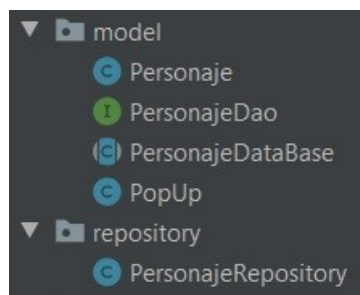 model
C Personaje
I PersonajeDao
C PersonajeDataBase
C PopUp
repository
C PersonajeRepository